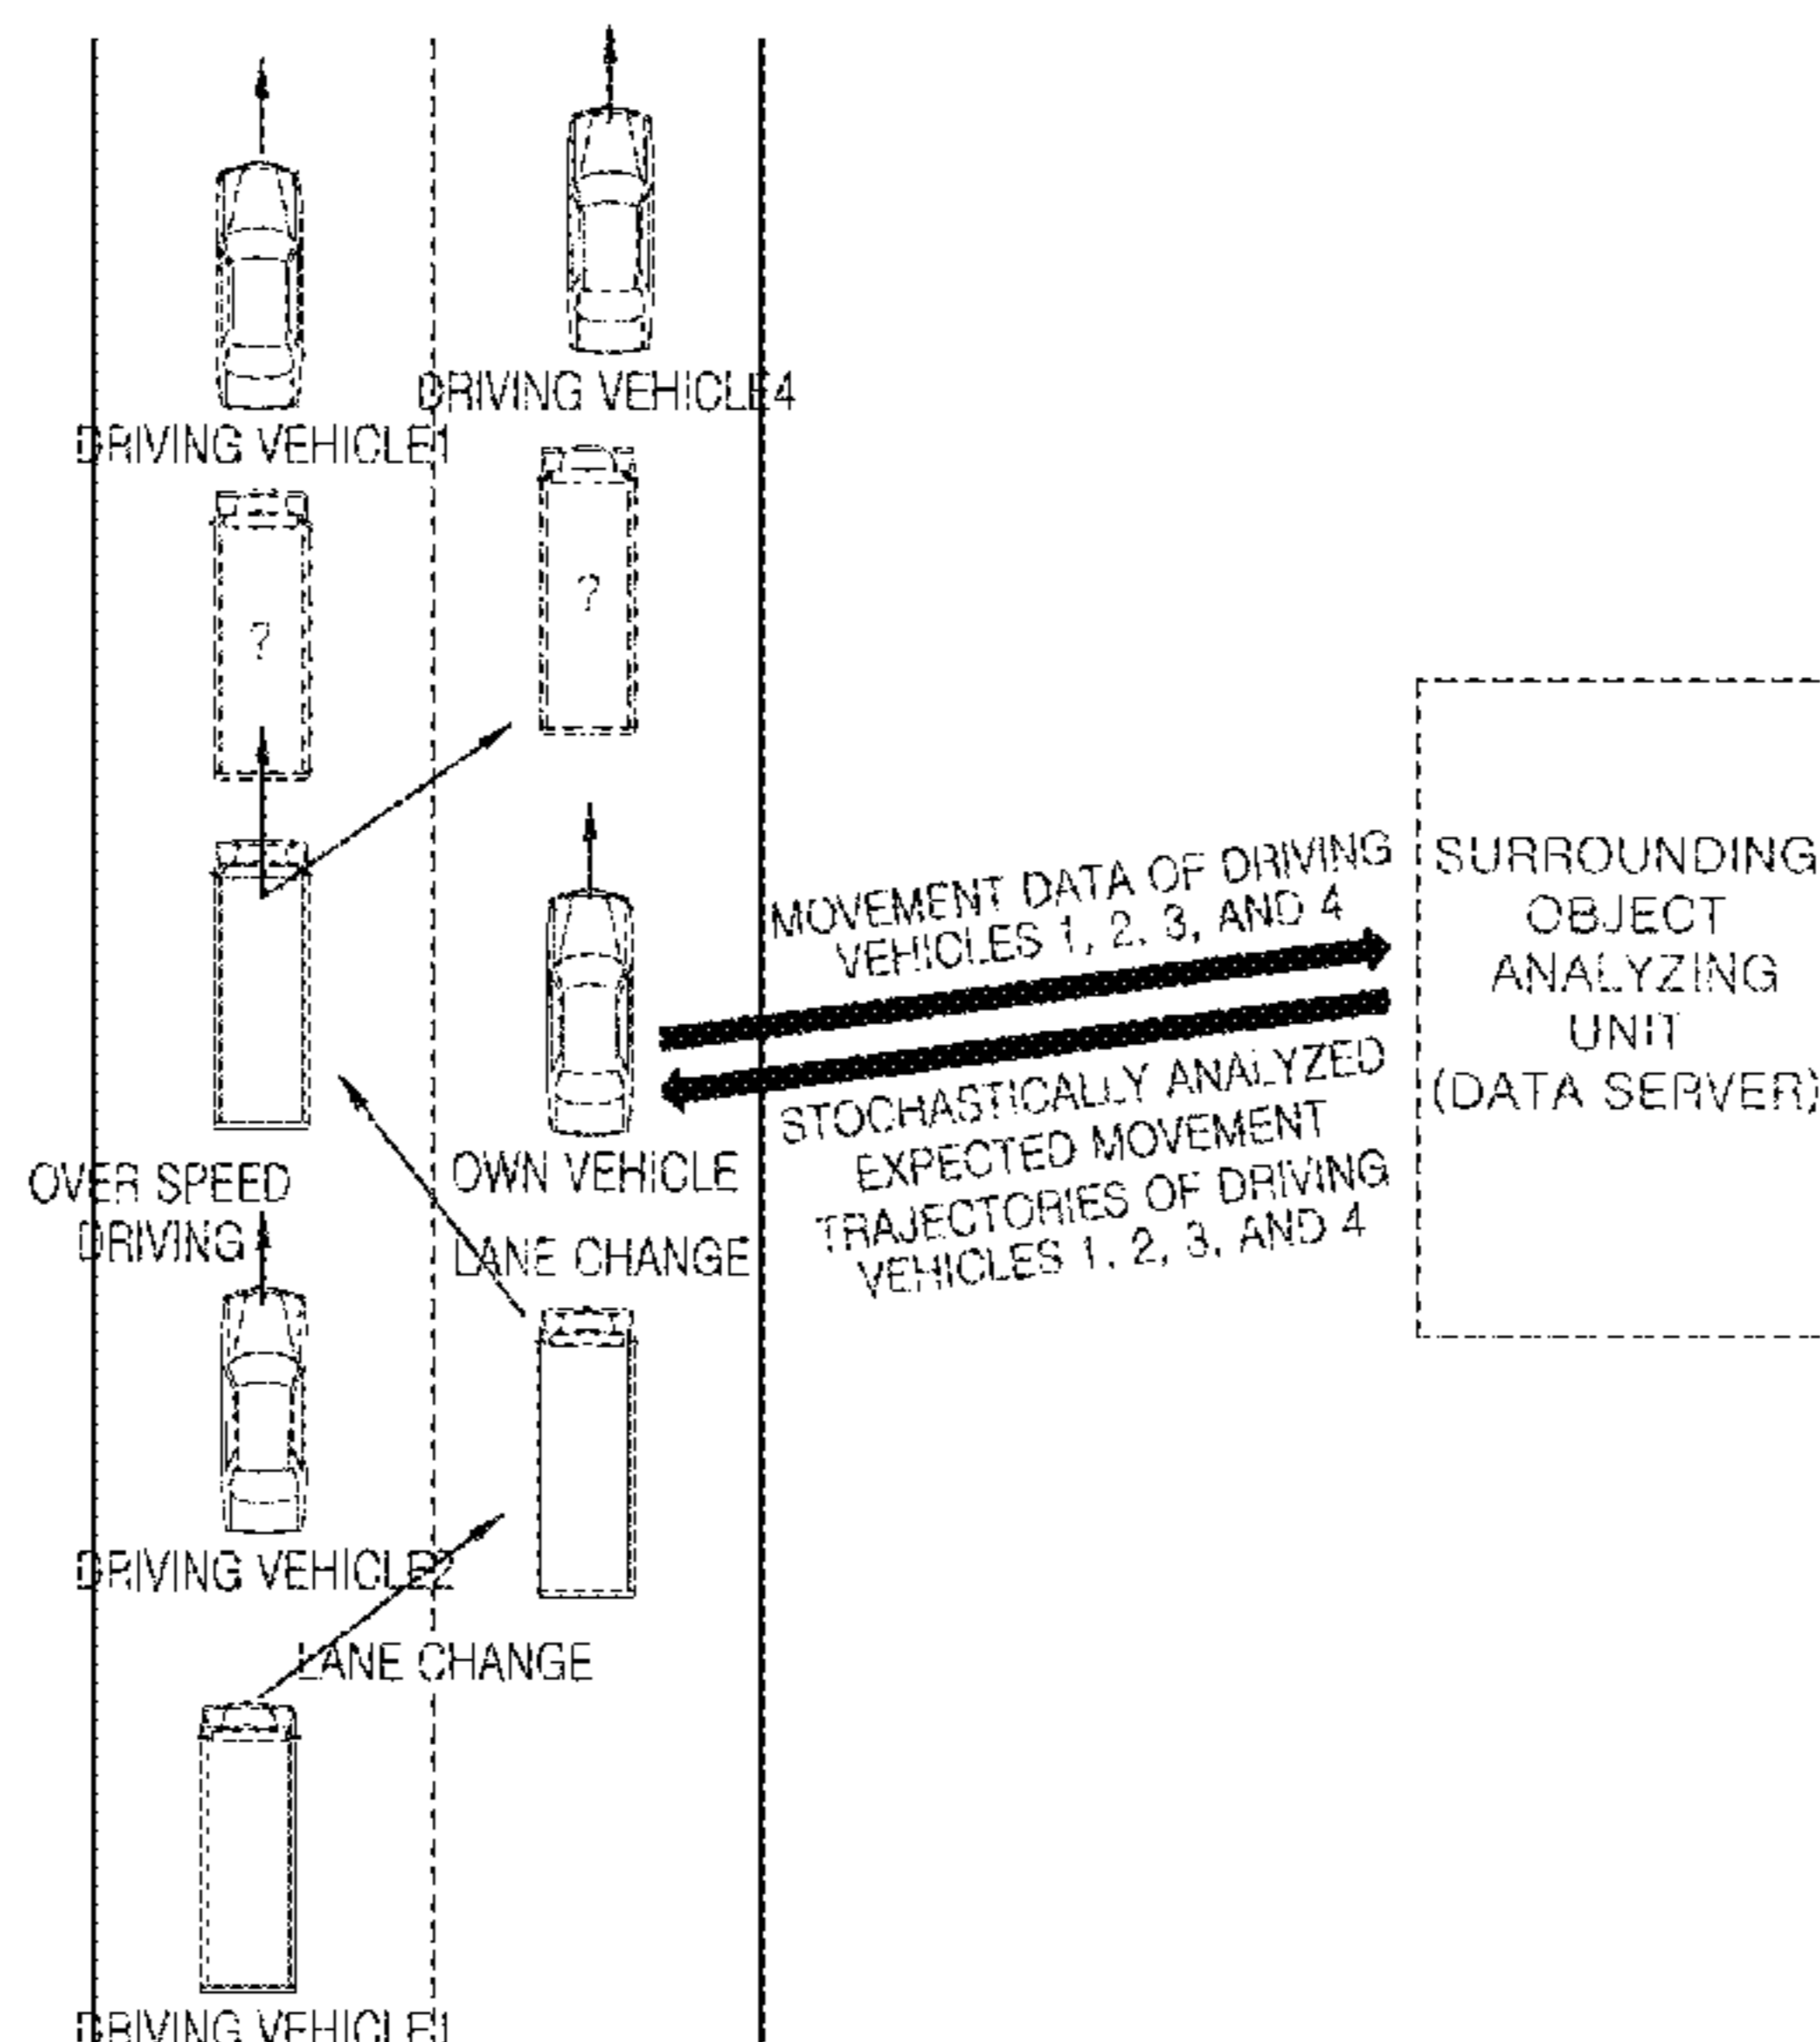 DRIVING VEHICLE4
DRIVING VEHICLE1
?
?
MOVEMENT DATA OF DRIVING
VEHICLES 1, 2, 3, AND 4
SURROUNDING
OBJECT
ANALYZING
UNIT
(DATA SERVER)
STOCHASTICALLY ANALYZED
EXPECTED MOVEMENT
TRAJECTORIES OF DRIVING
VEHICLES 1, 2, 3, AND 4
OVER SPEED
DRIVING
OWN VEHICLE
LANE CHANGE
DRIVING VEHICLE2
LANE CHANGE
DRIVING VEHICLE1